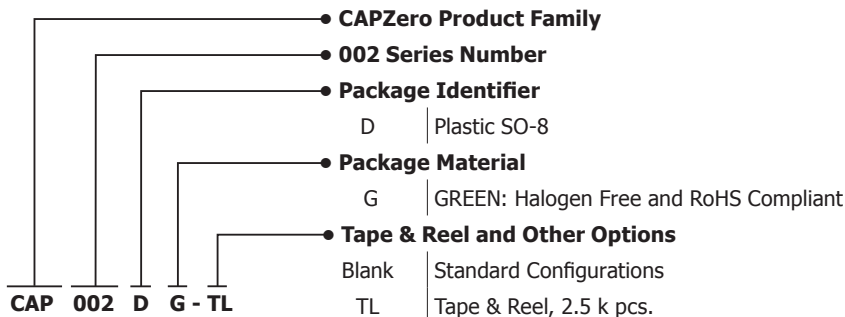 CAPZero Product Family
002 Series Number
Package Identifier
D Plastic SO-8
Package Material
G GREEN: Halogen Free and RoHS Compliant
Tape & Reel and Other Options
Blank Standard Configurations
TL Tape & Reel, 2.5 k pcs.
CAP 002 D G - TL